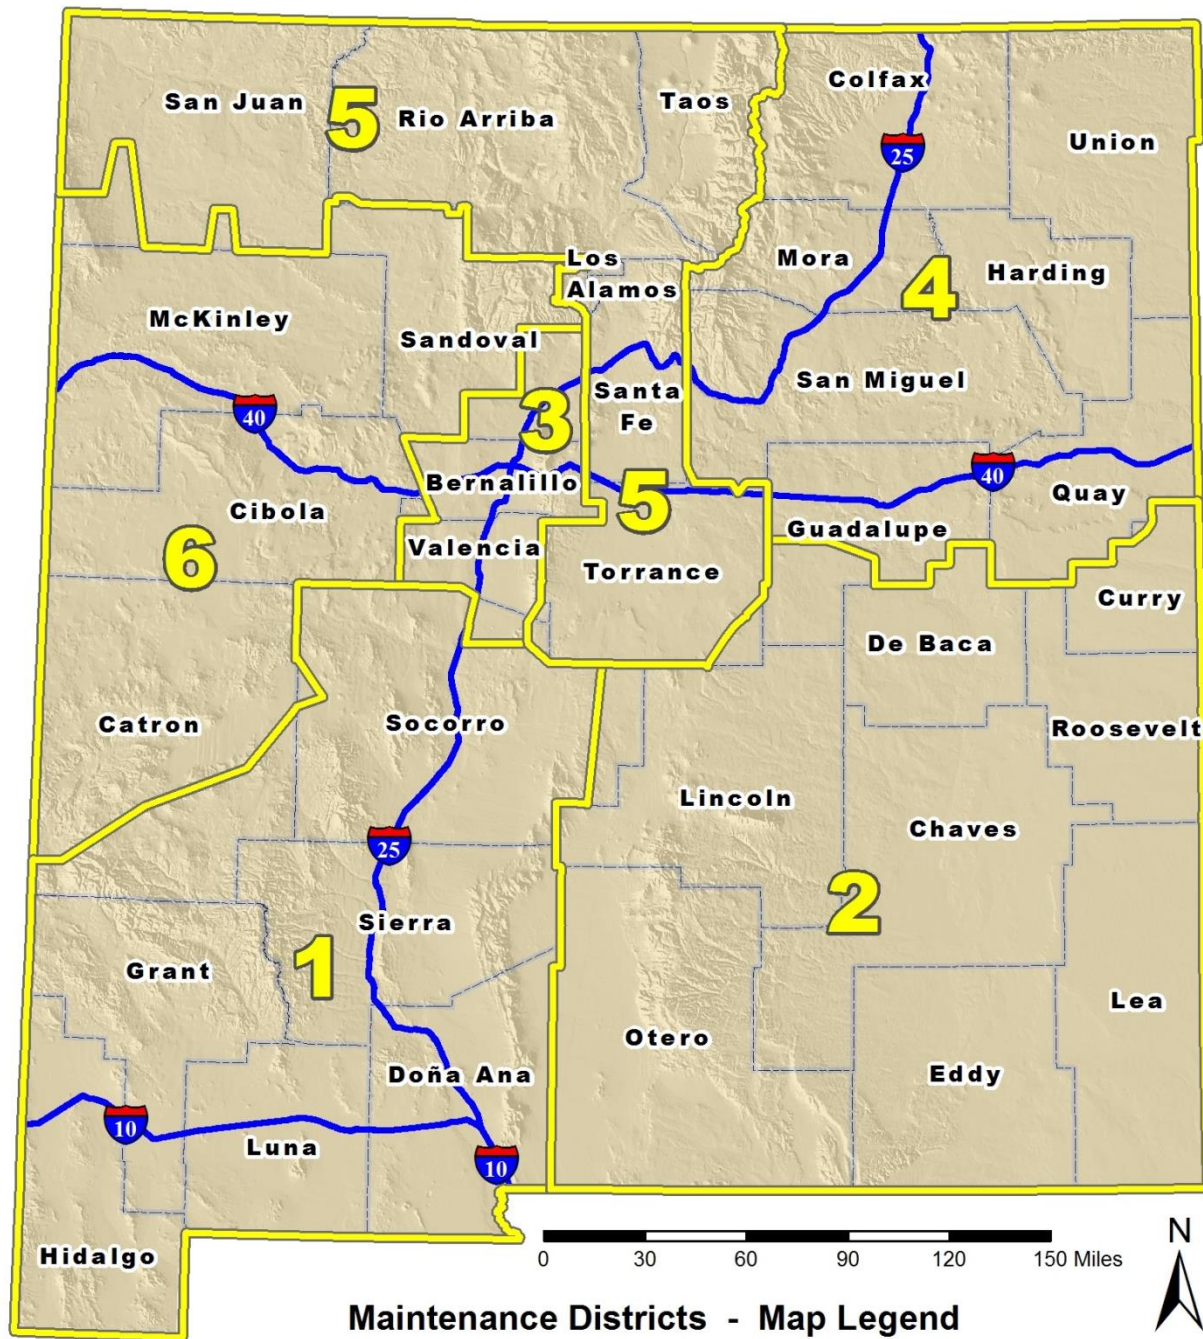 Colfax
San Juan
5
Rio Arriba
Taos
Union
25
Los
Alamos
Mora
Harding
4
McKinley
Sandoval
San Miguel
Santa
Fe
3
40
Bernalillo
5
40
Quay
Cibola
Guadalupe
6
Valencia
Torrance
Curry
De Baca
Catron
Socorro
Roosevelt
Lincoln
Chaves
25
2
Sierra
Grant
1
Lea
Otero
Doña Ana
Eddy
10
Luna
10
Hidalgo
N
0 30 60 90 120 150 Miles
Maintenance Districts - Map Legend